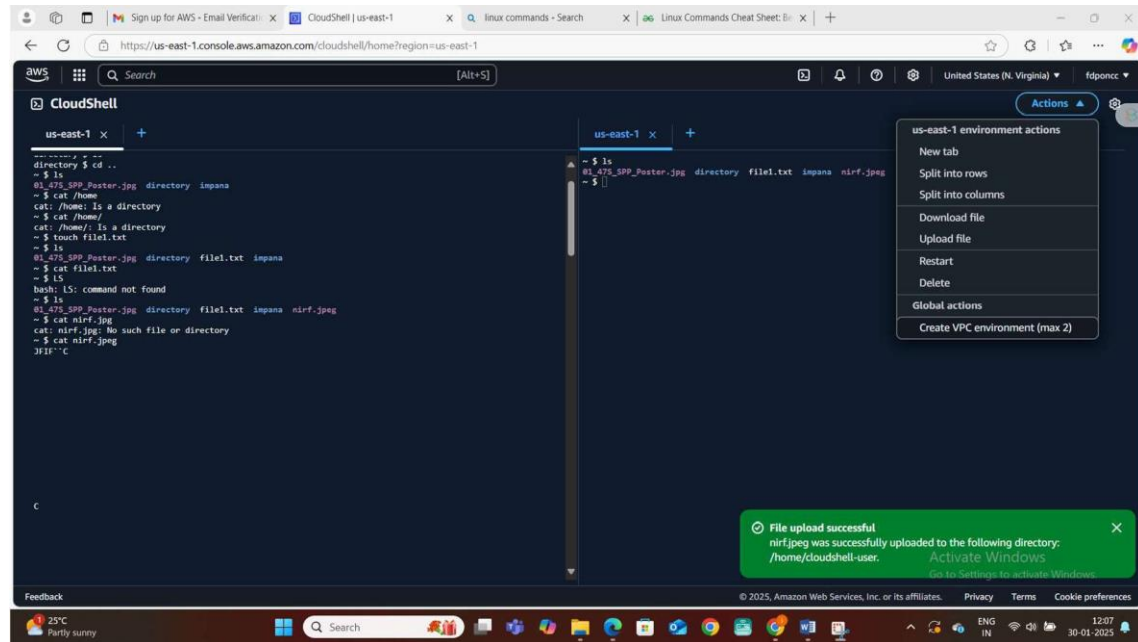 Sign up for AWS - Email Verificati
CloudShell | us-east-1
linux commands - Search
Linux Commands Cheat Sheet: Be
https://us-east-1.console.aws.amazon.com/cloudshell/home?region=us-east-1
aws
Search
[Alt+S]
United States (N. Virginia)
fdponcc
CloudShell
Actions
us-east-1
us-east-1
directory $ cd ..
~ $ ls
01_475_SPP_Poster.jpg directory impana
~ $ cat /home
cat: /home: Is a directory
~ $ cat /home/
cat: /home/: Is a directory
~ $ touch file1.txt
~ $ ls
01_475_SPP_Poster.jpg directory file1.txt impana
~ $ cat file1.txt
~ $ LS
bash: LS: command not found
~ $ ls
01_475_SPP_Poster.jpg directory file1.txt impana nirf.jpeg
~ $ cat nirf.jpg
cat: nirf.jpg: No such file or directory
~ $ cat nirf.jpeg
JFIF``C
C
~ $ ls
01_475_SPP_Poster.jpg directory file1.txt impana nirf.jpeg
~ $
us-east-1 environment actions
New tab
Split into rows
Split into columns
Download file
Upload file
Restart
Delete
Global actions
Create VPC environment (max 2)
File upload successful
nirf.jpeg was successfully uploaded to the following directory:
/home/cloudshell-user.
Activate Windows
Go to Settings to activate Windows.
Feedback
© 2025, Amazon Web Services, Inc. or its affiliates.
Privacy
Terms
Cookie preferences
25°C
Partly sunny
Search
ENG
IN
12:07
30-01-2025